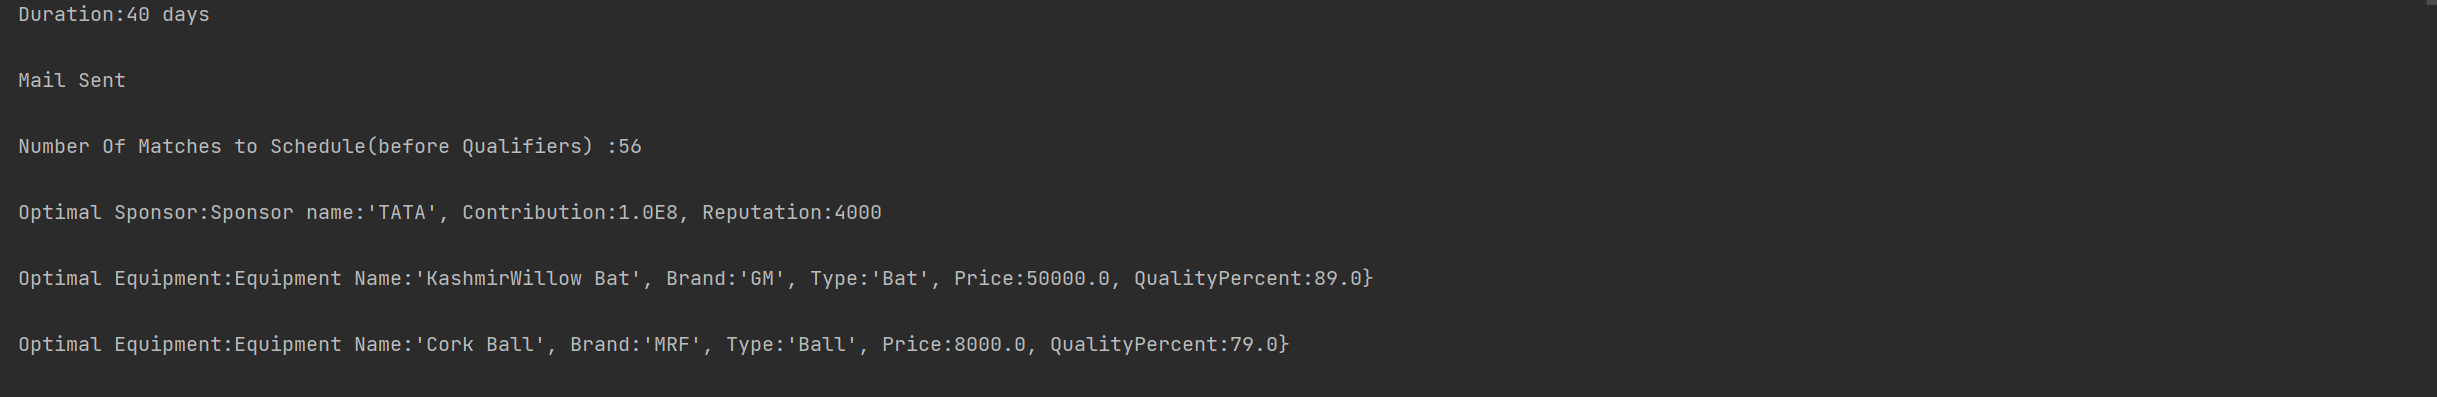 Duration:40 days
Mail Sent
Number Of Matches to Schedule(before Qualifiers) :56
Optimal Sponsor:Sponsor name:'TATA', Contribution:1.0E8, Reputation:4000
Optimal Equipment:Equipment Name:'KashmirWillow Bat', Brand:'GM', Type:'Bat', Price:50000.0, QualityPercent:89.0}
Optimal Equipment:Equipment Name:'Cork Ball', Brand:'MRF', Type:'Ball', Price:8000.0, QualityPercent:79.0}